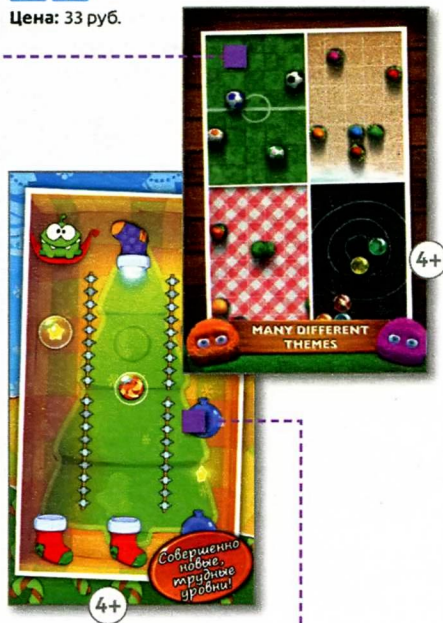 Цена: 33 руб.
MANY DIFFERENT
THEMES
4+
Совершенно
новые,
трудные
уровни!
4+